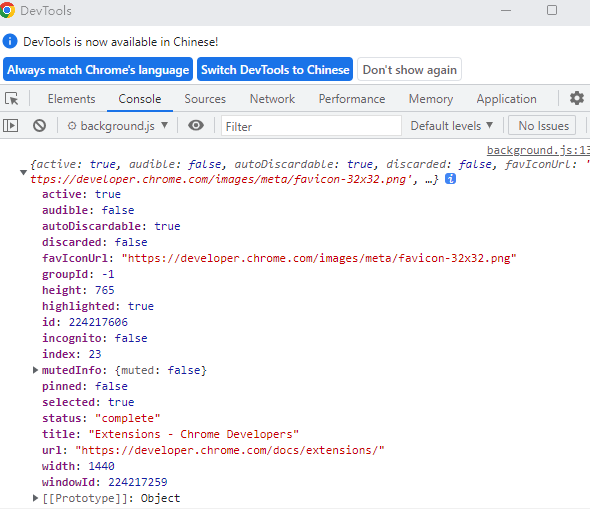 DevTools
DevTools is now available in Chinese!
Always match Chrome's language Switch DevTools to Chinese Don't show again
Elements Console Sources Network Performance Memory Application
background.js ▼ Filter Default levels ▼ No Issues
background.js:13
{active: true, audible: false, autoDiscardable: true, discarded: false, favIconUrl: '
ttps://developer.chrome.com/images/meta/favicon-32x32.png', …}
active: true
audible: false
autoDiscardable: true
discarded: false
favIconUrl: "https://developer.chrome.com/images/meta/favicon-32x32.png"
groupId: -1
height: 765
highlighted: true
id: 224217606
incognito: false
index: 23
mutedInfo: {muted: false}
pinned: false
selected: true
status: "complete"
title: "Extensions - Chrome Developers"
url: "https://developer.chrome.com/docs/extensions/"
width: 1440
windowId: 224217259
[[Prototype]]: Object